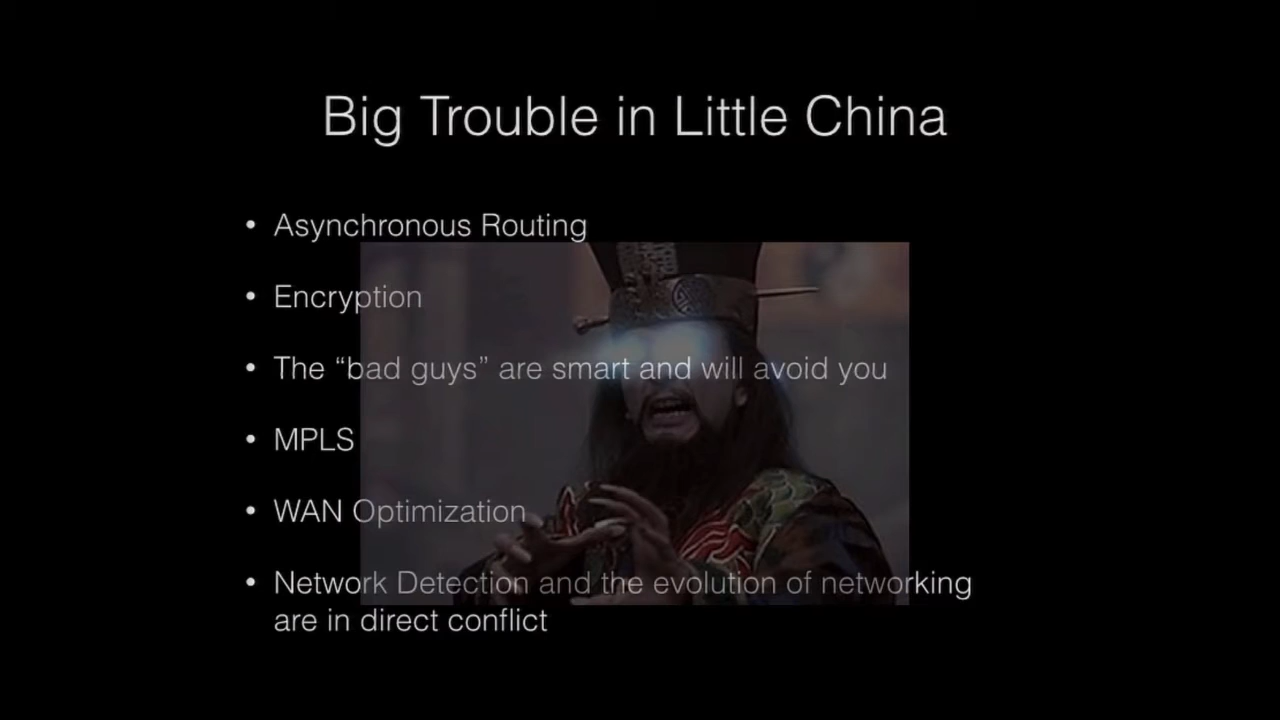 Big Trouble in Little China
• Asynchronous Routing
• Encryption
• The “bad guys” are smart and will avoid you
• MPLS
• WAN Optimization
• Network Detection and the evolution of networking
are in direct conflict